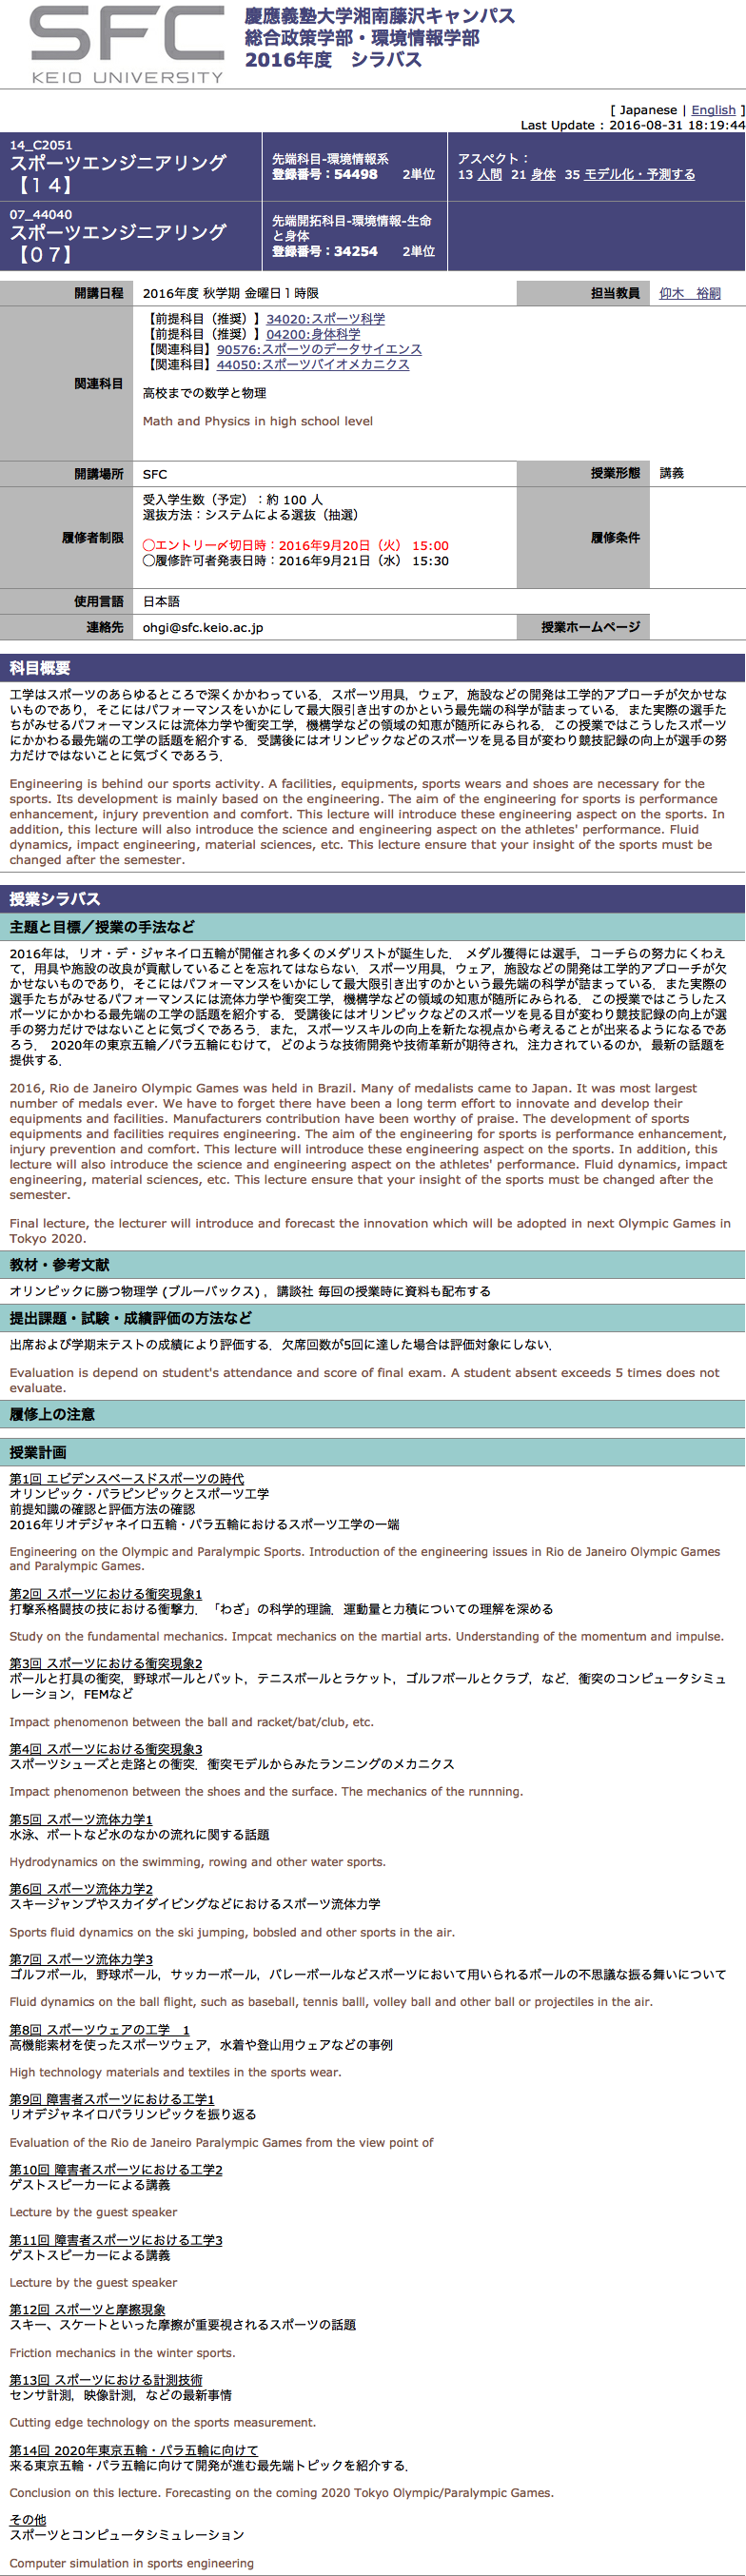 SFC
KEIO UNIVERSITY
慶應義塾大学湘南藤沢キャンパス
総合政策学部・環境情報学部
2016年度　シラバス
[ Japanese | English ]
Last Update : 2016-08-31 18:19:44
14_C2051
スポーツエンジニアリング
【１４】
先端科目-環境情報系
登録番号：54498　2単位
アスペクト：
13 人間 21 身体 35 モデル化・予測する
07_44040
スポーツエンジニアリング
【０７】
先端開拓科目-環境情報-生命
と身体
登録番号：34254　2単位
開講日程
2016年度 秋学期 金曜日１時限
担当教員
仰木　裕嗣
関連科目
【前提科目（推奨）】34020:スポーツ科学
【前提科目（推奨）】04200:身体科学
【関連科目】90576:スポーツのデータサイエンス
【関連科目】44050:スポーツバイオメカニクス
高校までの数学と物理
Math and Physics in high school level
開講場所
SFC
授業形態
講義
履修者制限
受入学生数（予定）：約 100 人
選抜方法：システムによる選抜（抽選）
◯エントリー〆切日時：2016年9月20日（火） 15:00
◯履修許可者発表日時：2016年9月21日（水） 15:30
履修条件
使用言語
日本語
連絡先
ohgi@sfc.keio.ac.jp
授業ホームページ
科目概要
工学はスポーツのあらゆるところで深くかかわっている．スポーツ用具，ウェア，施設などの開発は工学的アプローチが欠かせな
いものであり，そこにはパフォーマンスをいかにして最大限引き出すのかという最先端の科学が詰まっている．また実際の選手た
ちがみせるパフォーマンスには流体力学や衝突工学，機構学などの領域の知恵が随所にみられる．この授業ではこうしたスポーツ
にかかわる最先端の工学の話題を紹介する．受講後にはオリンピックなどのスポーツを見る目が変わり競技記録の向上が選手の努
力だけではないことに気づくであろう．
Engineering is behind our sports activity. A facilities, equipments, sports wears and shoes are necessary for the
sports. Its development is mainly based on the engineering. The aim of the engineering for sports is performance
enhancement, injury prevention and comfort. This lecture will introduce these engineering aspect on the sports. In
addition, this lecture will also introduce the science and engineering aspect on the athletes' performance. Fluid
dynamics, impact engineering, material sciences, etc. This lecture ensure that your insight of the sports must be
changed after the semester.
授業シラバス
主題と目標／授業の手法など
2016年は，リオ・デ・ジャネイロ五輪が開催され多くのメダリストが誕生した． メダル獲得には選手，コーチらの努力にくわえ
て，用具や施設の改良が貢献していることを忘れてはならない．スポーツ用具，ウェア，施設などの開発は工学的アプローチが欠
かせないものであり，そこにはパフォーマンスをいかにして最大限引き出すのかという最先端の科学が詰まっている．また実際の
選手たちがみせるパフォーマンスには流体力学や衝突工学，機構学などの領域の知恵が随所にみられる．この授業ではこうしたス
ポーツにかかわる最先端の工学の話題を紹介する．受講後にはオリンピックなどのスポーツを見る目が変わり競技記録の向上が選
手の努力だけではないことに気づくであろう．また，スポーツスキルの向上を新たな視点から考えることが出来るようになるであ
ろう． 2020年の東京五輪／パラ五輪にむけて，どのような技術開発や技術革新が期待され，注力されているのか，最新の話題を
提供する．
2016, Rio de Janeiro Olympic Games was held in Brazil. Many of medalists came to Japan. It was most largest
number of medals ever. We have to forget there have been a long term effort to innovate and develop their
equipments and facilities. Manufacturers contribution have been worthy of praise. The development of sports
equipments and facilities requires engineering. The aim of the engineering for sports is performance enhancement,
injury prevention and comfort. This lecture will introduce these engineering aspect on the sports. In addition, this
lecture will also introduce the science and engineering aspect on the athletes' performance. Fluid dynamics, impact
engineering, material sciences, etc. This lecture ensure that your insight of the sports must be changed after the
semester.
Final lecture, the lecturer will introduce and forecast the innovation which will be adopted in next Olympic Games in
Tokyo 2020.
教材・参考文献
オリンピックに勝つ物理学 (ブルーバックス) ，講談社 毎回の授業時に資料も配布する
提出課題・試験・成績評価の方法など
出席および学期末テストの成績により評価する．欠席回数が5回に達した場合は評価対象にしない．
Evaluation is depend on student's attendance and score of final exam. A student absent exceeds 5 times does not
evaluate.
履修上の注意
授業計画
第1回 エビデンスベースドスポーツの時代
オリンピック・パラピンピックとスポーツ工学
前提知識の確認と評価方法の確認
2016年リオデジャネイロ五輪・パラ五輪におけるスポーツ工学の一端
Engineering on the Olympic and Paralympic Sports. Introduction of the engineering issues in Rio de Janeiro Olympic Games
and Paralympic Games.
第2回 スポーツにおける衝突現象1
打撃系格闘技の技における衝撃力．「わざ」の科学的理論．運動量と力積についての理解を深める
Study on the fundamental mechanics. Impcat mechanics on the martial arts. Understanding of the momentum and impulse.
第3回 スポーツにおける衝突現象2
ボールと打具の衝突，野球ボールとバット，テニスボールとラケット，ゴルフボールとクラブ，など．衝突のコンピュータシミュ
レーション，FEMなど
Impact phenomenon between the ball and racket/bat/club, etc.
第4回 スポーツにおける衝突現象3
スポーツシューズと走路との衝突．衝突モデルからみたランニングのメカニクス
Impact phenomenon between the shoes and the surface. The mechanics of the runnning.
第5回 スポーツ流体力学1
水泳、ボートなど水のなかの流れに関する話題
Hydrodynamics on the swimming, rowing and other water sports.
第6回 スポーツ流体力学2
スキージャンプやスカイダイビングなどにおけるスポーツ流体力学
Sports fluid dynamics on the ski jumping, bobsled and other sports in the air.
第7回 スポーツ流体力学3
ゴルフボール，野球ボール，サッカーボール，バレーボールなどスポーツにおいて用いられるボールの不思議な振る舞いについて
Fluid dynamics on the ball flight, such as baseball, tennis balll, volley ball and other ball or projectiles in the air.
第8回 スポーツウェアの工学　1
高機能素材を使ったスポーツウェア，水着や登山用ウェアなどの事例
High technology materials and textiles in the sports wear.
第9回 障害者スポーツにおける工学1
リオデジャネイロパラリンピックを振り返る
Evaluation of the Rio de Janeiro Paralympic Games from the view point of
第10回 障害者スポーツにおける工学2
ゲストスピーカーによる講義
Lecture by the guest speaker
第11回 障害者スポーツにおける工学3
ゲストスピーカーによる講義
Lecture by the guest speaker
第12回 スポーツと摩擦現象
スキー、スケートといった摩擦が重要視されるスポーツの話題
Friction mechanics in the winter sports.
第13回 スポーツにおける計測技術
センサ計測，映像計測，などの最新事情
Cutting edge technology on the sports measurement.
第14回 2020年東京五輪・パラ五輪に向けて
来る東京五輪・パラ五輪に向けて開発が進む最先端トピックを紹介する．
Conclusion on this lecture. Forecasting on the coming 2020 Tokyo Olympic/Paralympic Games.
その他
スポーツとコンピュータシミュレーション
Computer simulation in sports engineering